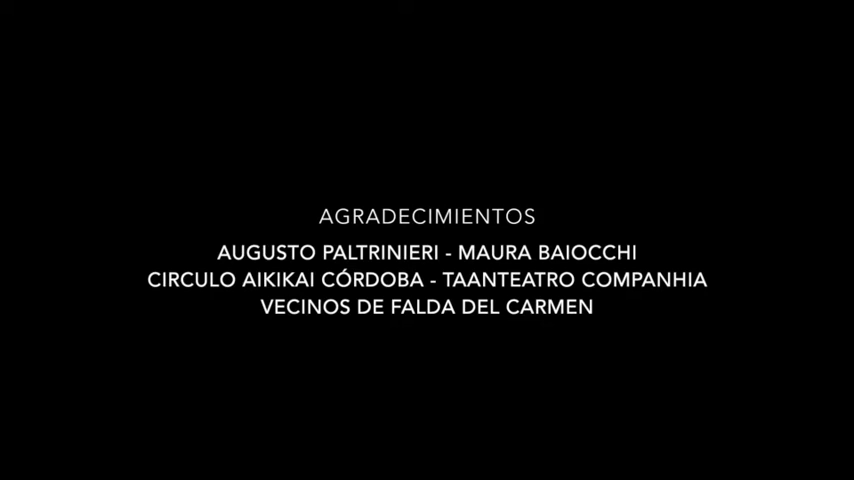 AGRADECIMIENTOS
AUGUSTO PALTRINIERI - MAURA BAIOCCHI
CIRCULO AIKIKAI CÓRDOBA - TAANTEATRO COMPANHIA
VECINOS DE FALDA DEL CARMEN